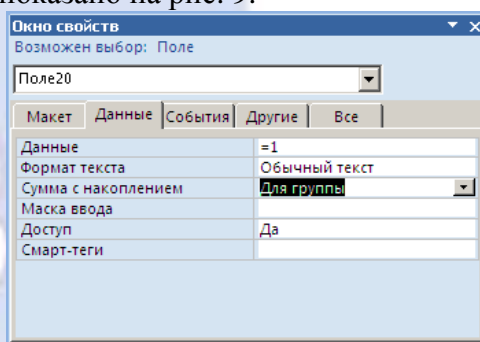 показано на рис. 9.
Окно свойств
Возможен выбор: Поле
Поле20
Макет Данные События Другие Все
Данные =1
Формат текста Обычный текст
Сумма с накоплением Для группы
Маска ввода
Доступ Да
Смарт-теги